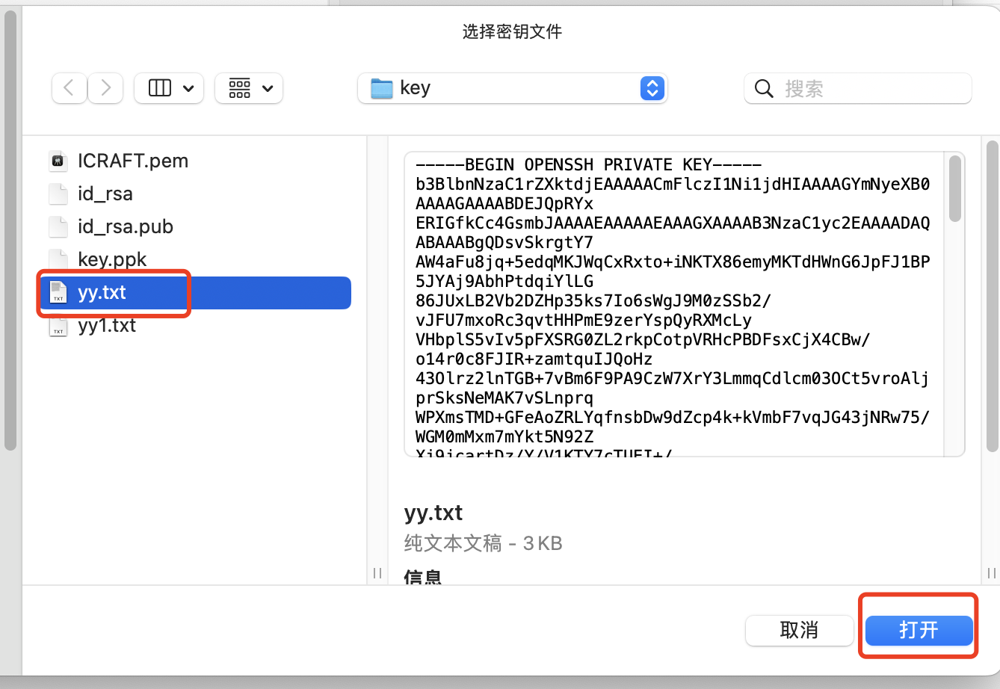 选择密钥文件
key
搜索
ICRAFT.pem
id_rsa
id_rsa.pub
key.ppk
yy.txt
yy1.txt
-----BEGIN OPENSSH PRIVATE KEY-----
b3BlbnNzaC1rZXktdjEAAAAACmFlczI1Ni1jdHIAAAAGYmNyeXB0
AAAAGAAAABDEJQpRYx
ERIGfkCc4GsmbJAAAAEAAAAAEAAAGXAAAAB3NzaC1yc2EAAAADAQ
ABAAABgQDsvSkrgtY7
AW4aFu8jq+5edqMKJWqCxRxto+iNKTX86emyMKTdHWnG6JpFJ1BP
5JYAj9AbhPtdqiYlLG
86JUxLB2Vb2DZHp35ks7Io6sWgJ9M0zSSb2/
vJFU7mxoRc3qvtHHPmE9zerYspQyRXMcLy
VHbplS5vIv5pFXSRG0ZL2rkpCotpVRHcPBDFsxCjX4CBw/
o14r0c8FJIR+zamtquIJQoHz
43Olrz2lnTGB+7vBm6F9PA9CzW7XrY3LmmqCdlcm03OCt5vroAlj
prSksNeMAK7vSLnprq
WPXmsTMD+GFeAoZRLYqfnsbDw9dZcp4k+kVmbF7vqJG43jNRw75/
WGM0mMxm7mYkt5N92Z
yy.txt
纯文本文稿 - 3 KB
信息
取消
打开